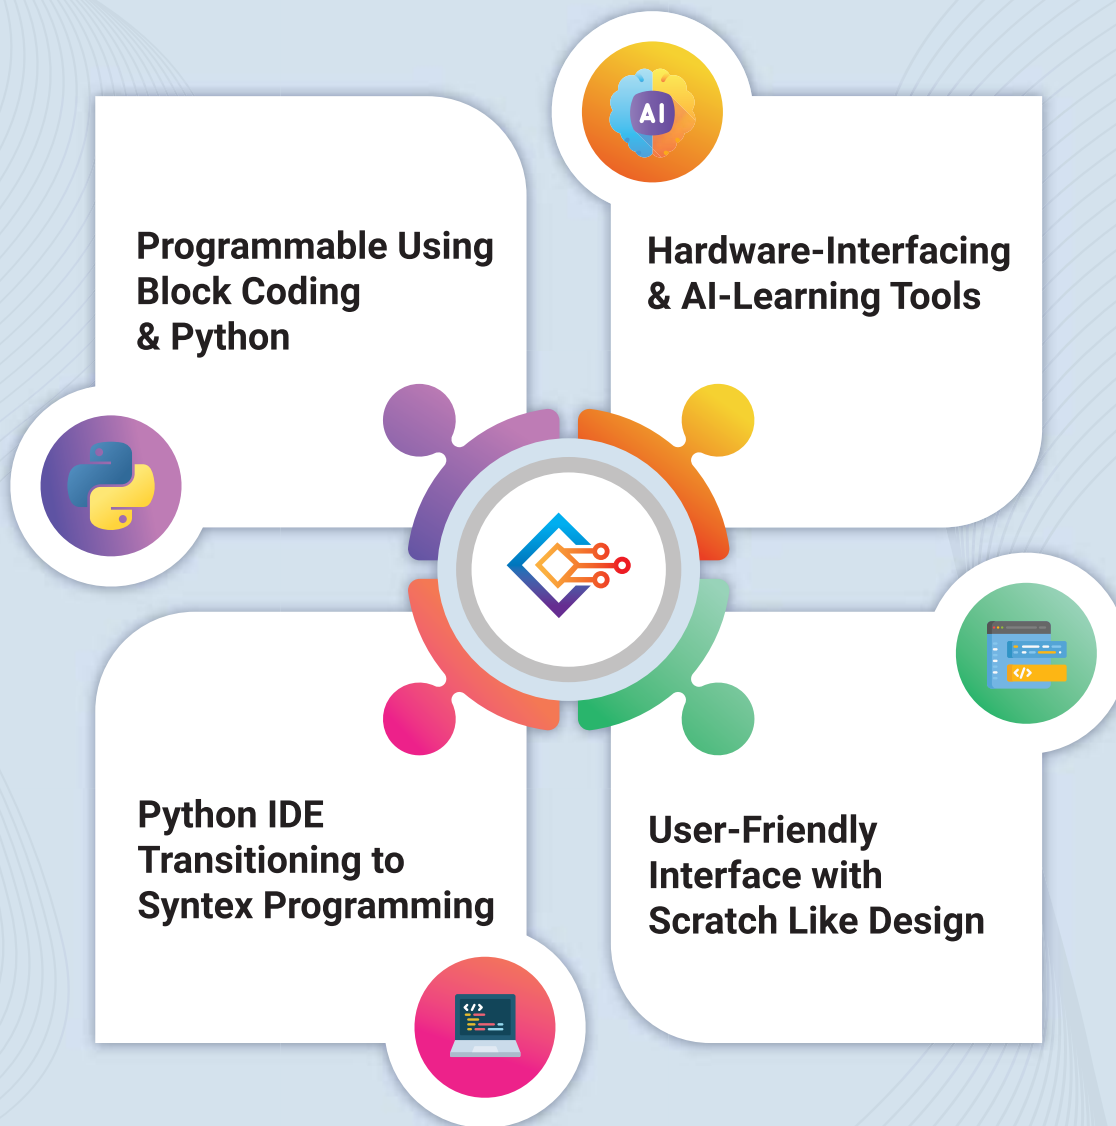 AI
Programmable Using
Block Coding
& Python
Hardware-Interfacing
& AI-Learning Tools
Python IDE
Transitioning to
Syntex Programming
</>
User-Friendly
Interface with
Scratch Like Design
</>